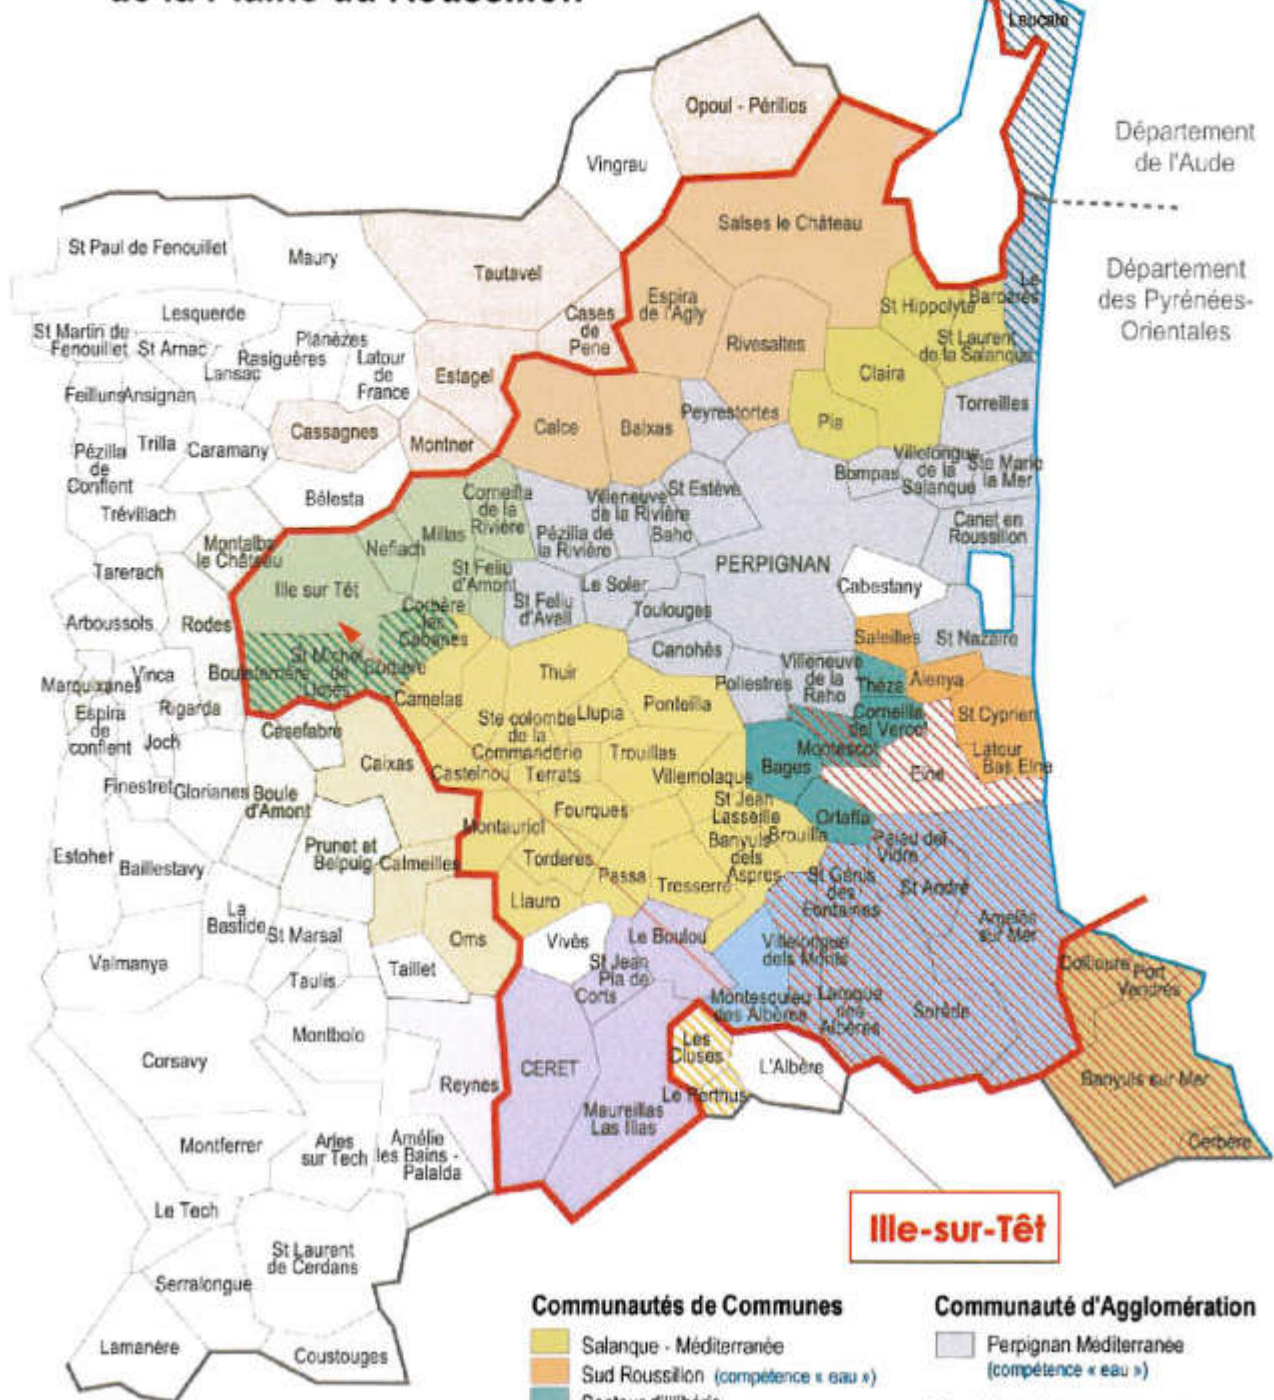 de la Plaine du Roussillon
Leucate
Opoul - Périllos
Vingrau
Département
de l'Aude
Salses le Château
St Paul de Fenouillet
Maury
Tautavel
Département
des Pyrénées-
Orientales
Le
Barcarès
Espira
de l'Agly
St Hippolyte
Lesquerde
Cases
de
Pene
St Martin de
Fenouillet
St Arnac
Planèzes
Rasiguères
Lansac
Latour
de
France
Rivesaltes
St Laurent
de la Salanque
Estagel
Claira
Feilluns
Ansignan
Torreilles
Cassagnes
Montner
Calce
Baixas
Peyrestortes
Pia
Pézilla
de
Conflent
Trilla
Caramany
Bompas
Villelongue
de la
Salanque
Ste Marie
la Mer
Bélesta
Trévillach
Corneilla
de la
Rivière
Villeneuve
de la Rivière
St Estève
Canet en
Roussillon
Montalba
le Château
Nefiach
Millas
Pézilla de
la Rivière
Baho
Tarerach
Ille sur Têt
St Feliu
d'Amont
PERPIGNAN
Cabestany
Le Soler
St Feliu
d'Avall
Toulouges
Arboussols
Rodes
Corbère
les
Cabanes
Saleilles
St Nazaire
Canohès
Bouleternère
St Michel
de
Llotes
Corbère
Thuir
Villeneuve
de la
Raho
Pollestres
Théza
Alenya
Marquixanes
Vinca
Camelas
Ponteilla
Rigarda
Espira
de
conflent
Joch
Casefabre
Ste colombe
de la
Commanderie
Llupia
Corneilla
del Vercol
St Cyprien
Caixas
Trouillas
Montescot
Latour
Bas Elne
Castelnou
Terrats
Villemolaque
Bages
Elne
Finestret
Glorianes
Boule
d'Amont
St Jean
Lasseille
Fourques
Ortaffa
Montauriol
Banyuls
dels
Aspres
Brouilla
Palau del
Vidre
Estoher
Baillestavy
Prunet et
Belpuig
Calmeilles
Torderes
Passa
Tresserre
St Génis
des
Fontaines
St André
Llauro
La
Bastide
St Marsal
Oms
Vivès
Le Boulou
Villelongue
dels Monts
Argelès
sur Mer
Valmanya
Taulis
Taillet
St Jean
Pla de
Corts
Collioure
Port
Vendres
Montesquieu
des Albères
Laroque
des
Albères
Sorède
Corsavy
Montbolo
Les
Cluses
L'Albère
CERET
Reynes
Le Perthus
Banyuls sur Mer
Maureillas
Las Illas
Montferrer
Arles
sur Tech
Amélie
les Bains -
Palalda
Cerbère
Le Tech
Ille-sur-Têt
St Laurent
de Cerdans
Serralongue
Lamanère
Coustouges
Communautés de Communes
Salanque - Méditerranée
Sud Roussillon (compétence « eau »)
Secteur d'Illibéris
Communauté d'Agglomération
Perpignan Méditerranée
(compétence « eau »)